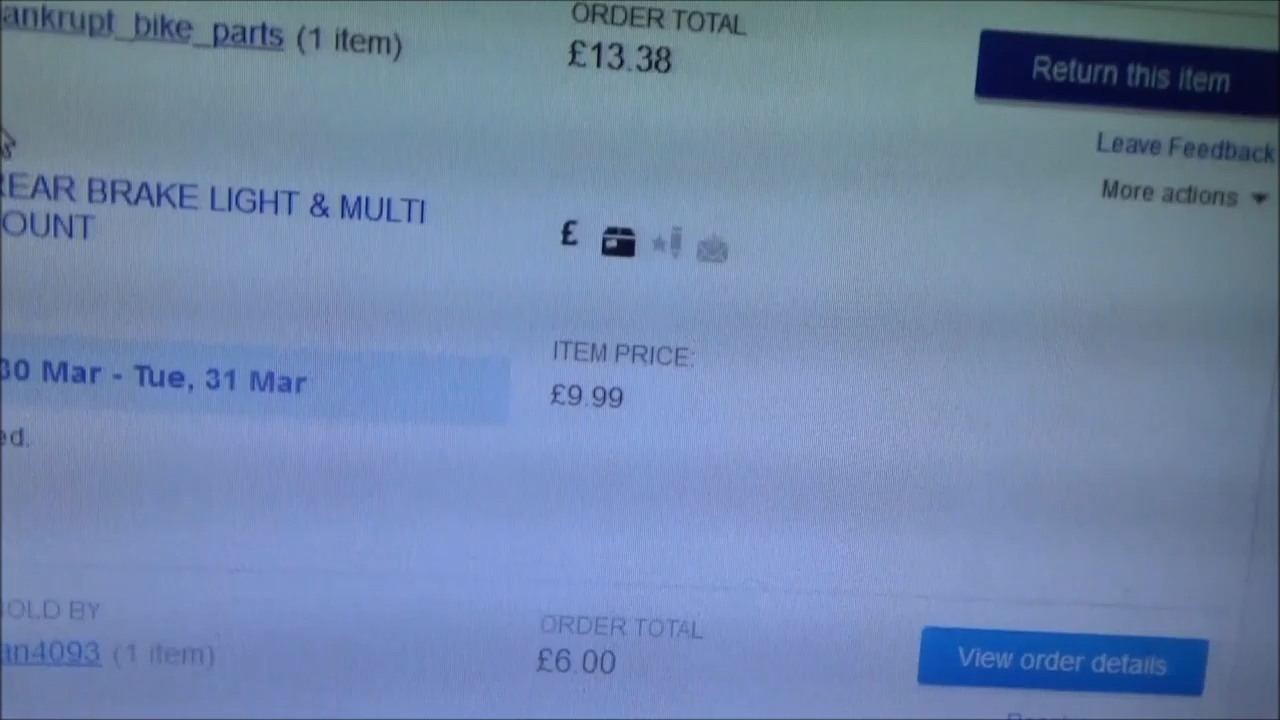 ankrupt_bike_parts (1 item)
ORDER TOTAL
£13.38
Return this item
Leave Feedback
More actions
REAR BRAKE LIGHT & MULTI
OUNT
£
30 Mar - Tue, 31 Mar
ITEM PRICE:
£9.99
ed.
OLD BY
an4093 (1 item)
ORDER TOTAL
£6.00
View order details